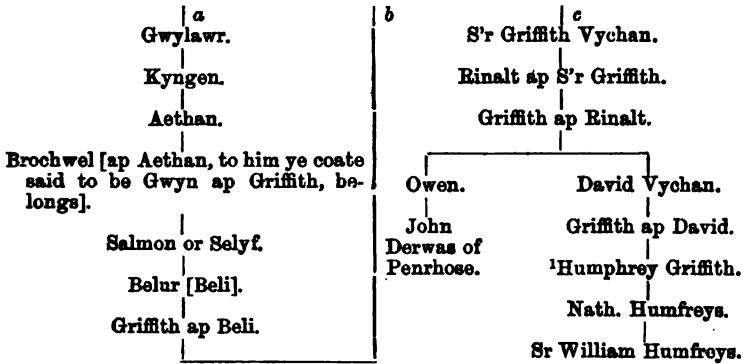 a
Gwylawr.
Kyngen.
Aethan.
Brochwel [ap Aethan, to him ye coate
said to be Gwyn ap Griffith, be-
longs].
Salmon or Selyf.
Belur [Beli].
Griffith ap Beli.
b
c
S'r Griffith Vychan.
Rinalt ap S'r Griffith.
Griffith ap Rinalt.
Owen.
John
Derwas of
Penrhose.
David Vychan.
Griffith ap David.
¹Humphrey Griffith.
Nath. Humfreys.
Sr William Humfreys.